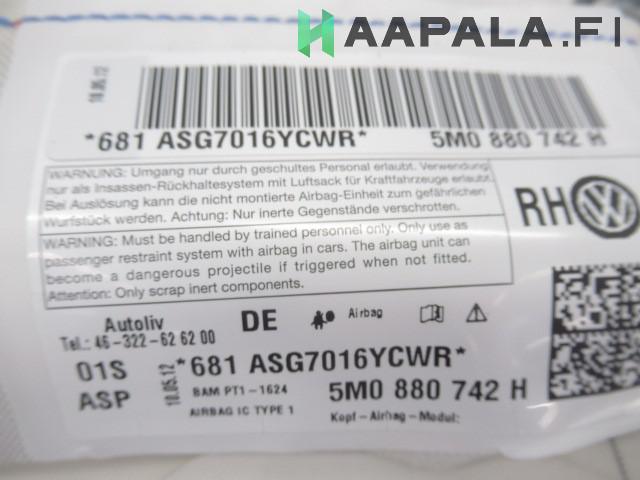 HAAPALA.FI
10.05.12
*681 ASG7016YCWR* 5M0 880 742 H
WARNUNG: Umgang nur durch geschultes Personal erlaubt. Verwendung
nur als Insassen-Rückhaltesystem mit Luftsack für Kraftfahrzeuge erlaubt.
Bei Auslösung kann die nicht montierte Airbag-Einheit zum gefährlichen
Wurfstück werden. Achtung: Nur inerte Gegenstände verschrotten.
WARNING: Must be handled by trained personnel only. Only use as
passenger restraint system with airbag in cars. The airbag unit can
become a dangerous projectile if triggered when not fitted.
Attention: Only scrap inert components.
RH VW
Autoliv DE Airbag
Tel.: 46-322-62 62 00
01S *681 ASG7016YCWR*
ASP 10.05.12 BAM PT1-1624 5M0 880 742 H
AIRBAG IC TYPE 1 Kopf-Airbag-Modul: